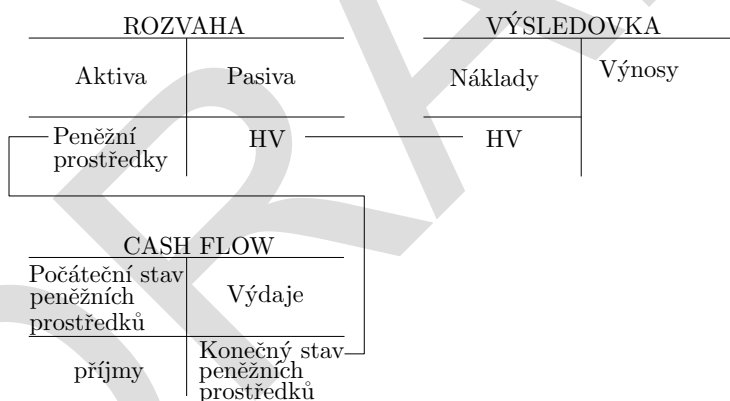 ROZVAHA
Aktiva
Pasiva
Peněžní
prostředky
HV
VÝSLEDOVKA
Náklady
Výnosy
HV
CASH FLOW
Počáteční stav
peněžních
prostředků
Výdaje
příjmy
Konečný stav
peněžních
prostředků